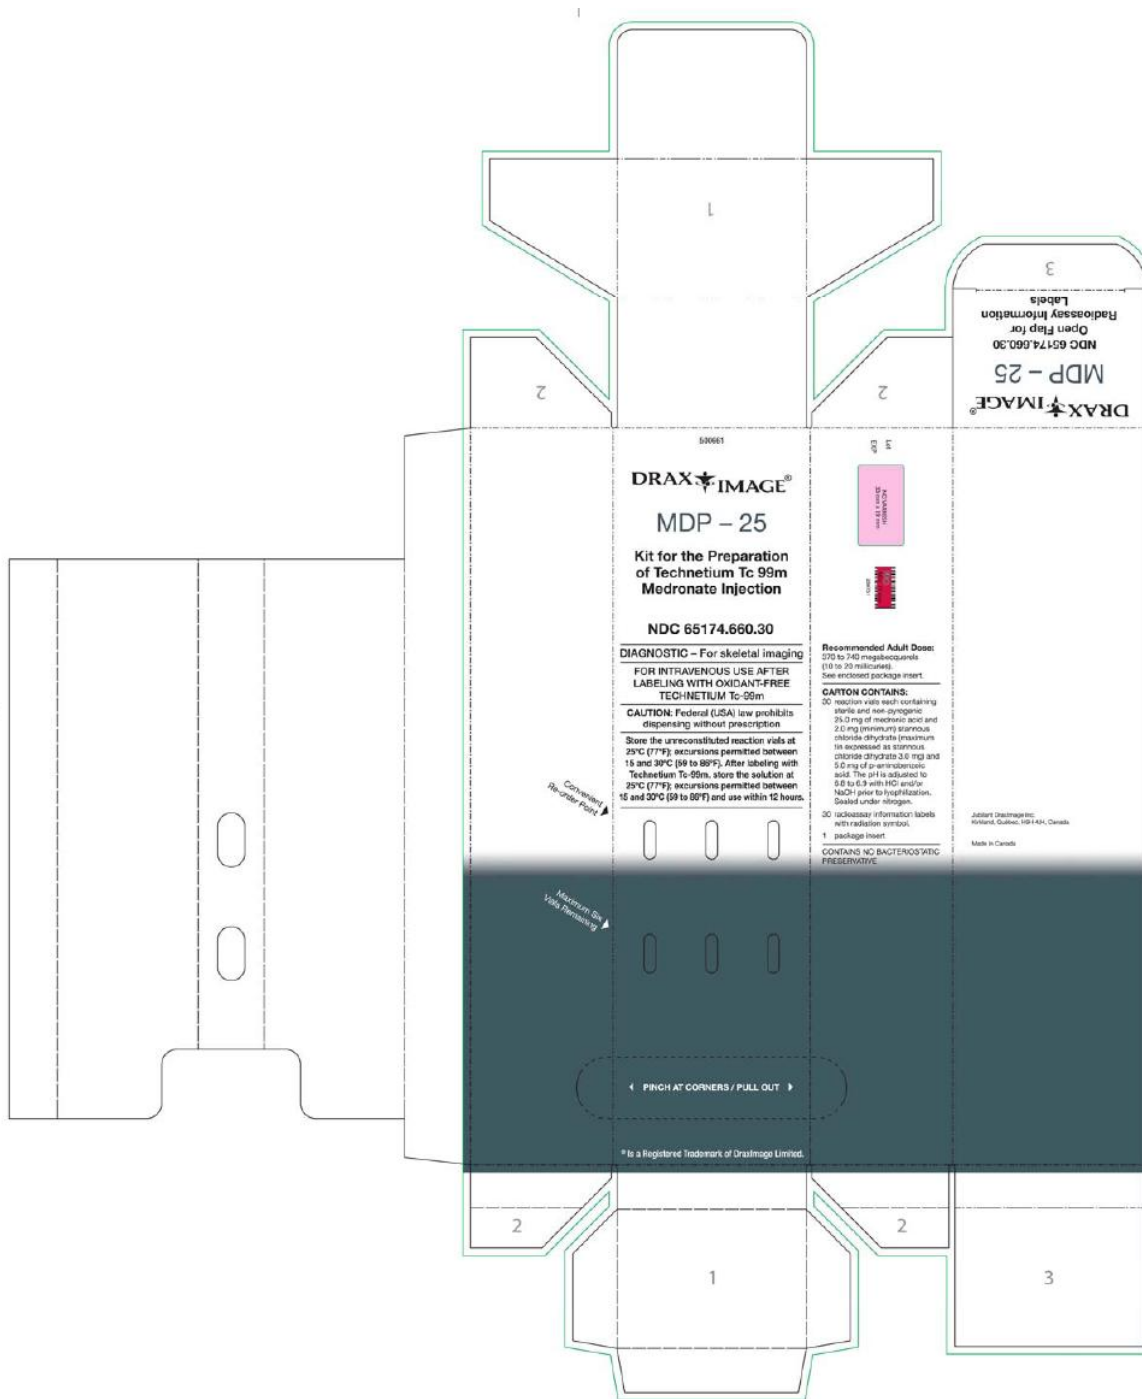 1
3
Labels
Radioassay Information
Open Flap for
NDC 65174.660.30
MDP – 25
DRAX IMAGE®
2
2
500661
DRAX IMAGE®
MDP – 25
Kit for the Preparation
of Technetium Tc 99m
Medronate Injection
NDC 65174.660.30
DIAGNOSTIC – For skeletal imaging
FOR INTRAVENOUS USE AFTER
LABELING WITH OXIDANT-FREE
TECHNETIUM Tc-99m
CAUTION: Federal (USA) law prohibits
dispensing without prescription
Store the unreconstituted reaction vials at
25°C (77°F); excursions permitted between
15 and 30°C (59 to 86°F). After labeling with
Technetium Tc-99m, store the solution at
25°C (77°F); excursions permitted between
15 and 30°C (59 to 86°F) and use within 12 hours.
Convenient
Re-order Point
Maximum Six
Vials Remaining
PINCH AT CORNERS / PULL OUT
® Is a Registered Trademark of DraxImage Limited.
Lot
EXP
Recommended Adult Dose:
370 to 740 megabecquerels
(10 to 20 millicuries).
See enclosed package insert.
CARTON CONTAINS:
30 reaction vials each containing
sterile and non-pyrogenic
25.0 mg of medronic acid and
2.0 mg (minimum) stannous
chloride dihydrate (maximum
tin expressed as stannous
chloride dihydrate 3.0 mg) and
5.0 mg of p-aminobenzoic
acid. The pH is adjusted to
6.6 to 6.9 with HCl and/or
NaOH prior to lyophilization.
Sealed under nitrogen.
30 radioassay information labels
with radiation symbol.
1 package insert
CONTAINS NO BACTERIOSTATIC
PRESERVATIVE
Jubilant DraxImage Inc.
Kirkland, Québec, Canada
Made in Canada
2
1
2
3